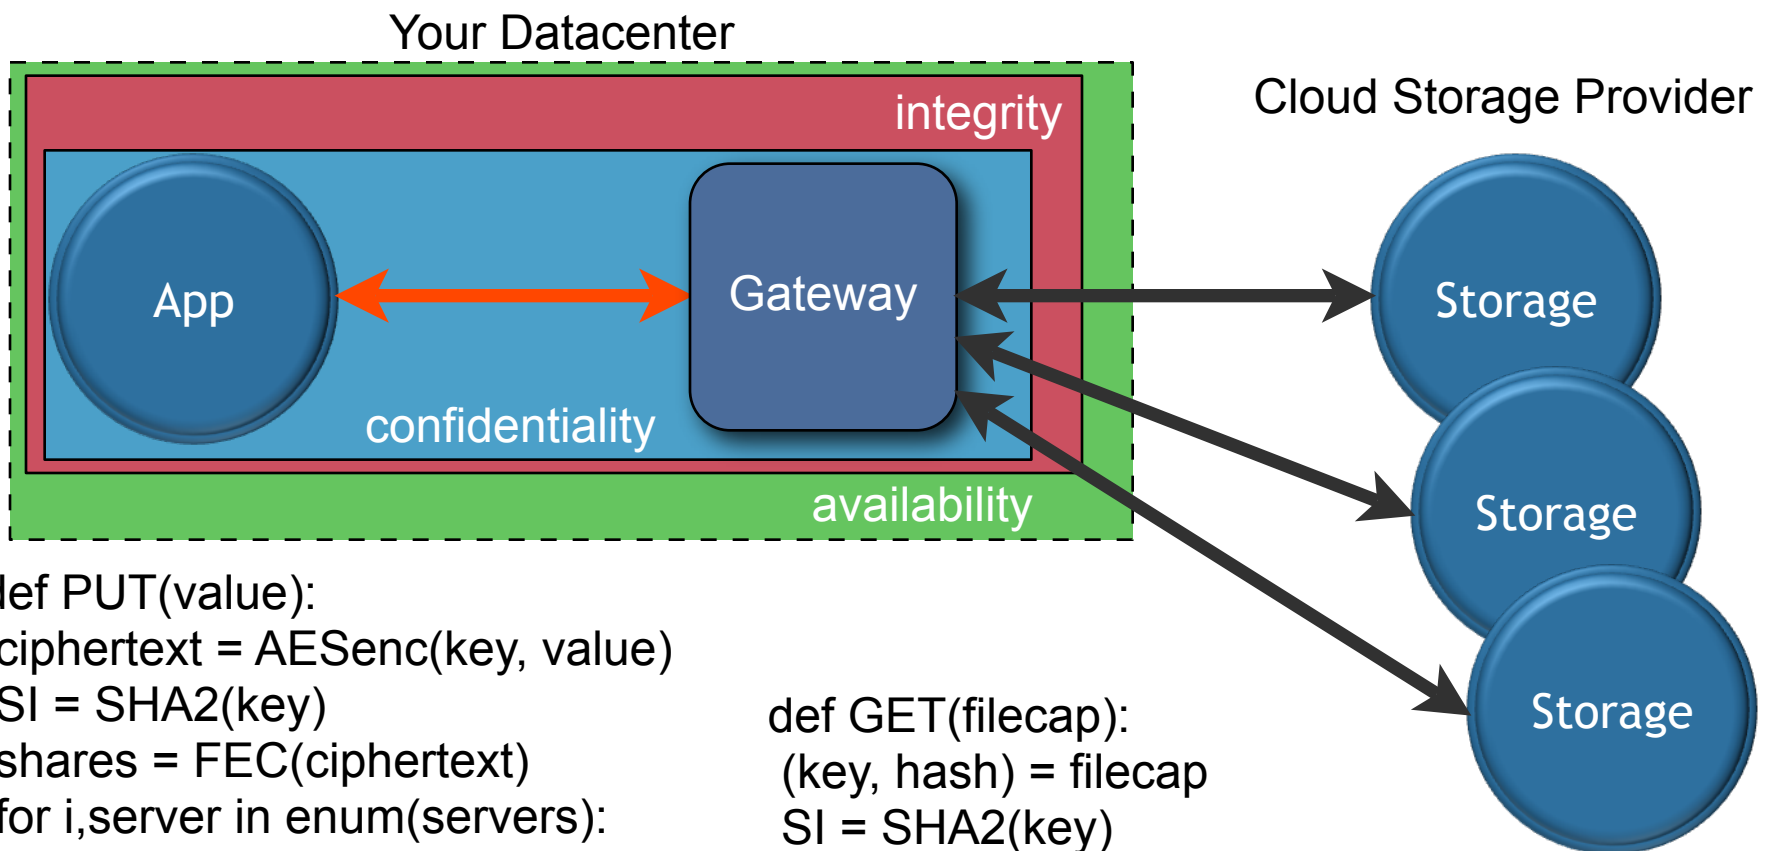 Your Datacenter
Cloud Storage Provider
integrity
App
Gateway
Storage
confidentiality
availability
Storage
Storage
def PUT(value):
ciphertext = AESenc(key, value)
SI = SHA2(key)
shares = FEC(ciphertext)
for i,server in enum(servers):
def GET(filecap):
(key, hash) = filecap
SI = SHA2(key)